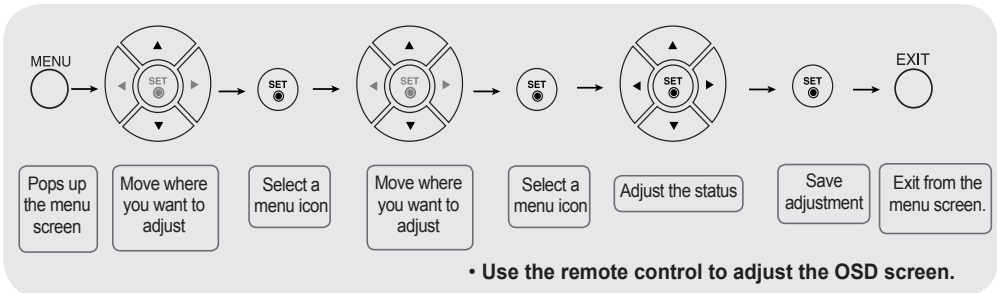 MENU
SET
SET
SET
SET
SET
SET
EXIT
Pops up
the menu
screen
Move where
you want to
adjust
Select a
menu icon
Move where
you want to
adjust
Select a
menu icon
Adjust the status
Save
adjustment
Exit from the
menu screen.
• Use the remote control to adjust the OSD screen.